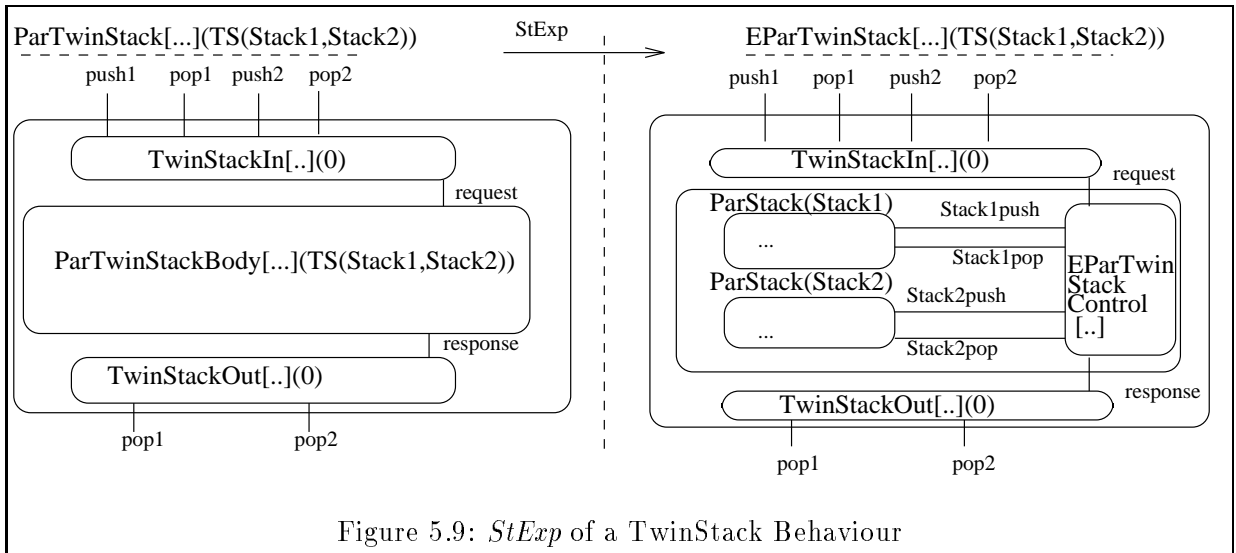 ParTwinStack[...](TS(Stack1,Stack2))
StExp
EParTwinStack[...](TS(Stack1,Stack2))
push1 pop1 push2 pop2
TwinStackIn[..](0)
request
ParTwinStackBody[...](TS(Stack1,Stack2))
response
TwinStackOut[..](0)
pop1 pop2
push1 pop1 push2 pop2
TwinStackIn[..](0)
request
ParStack(Stack1)
...
Stack1push
Stack1pop
ParStack(Stack2)
...
Stack2push
Stack2pop
EParTwin
Stack
Control
[..]
response
TwinStackOut[..](0)
pop1 pop2
Figure 5.9: StExp of a TwinStack Behaviour